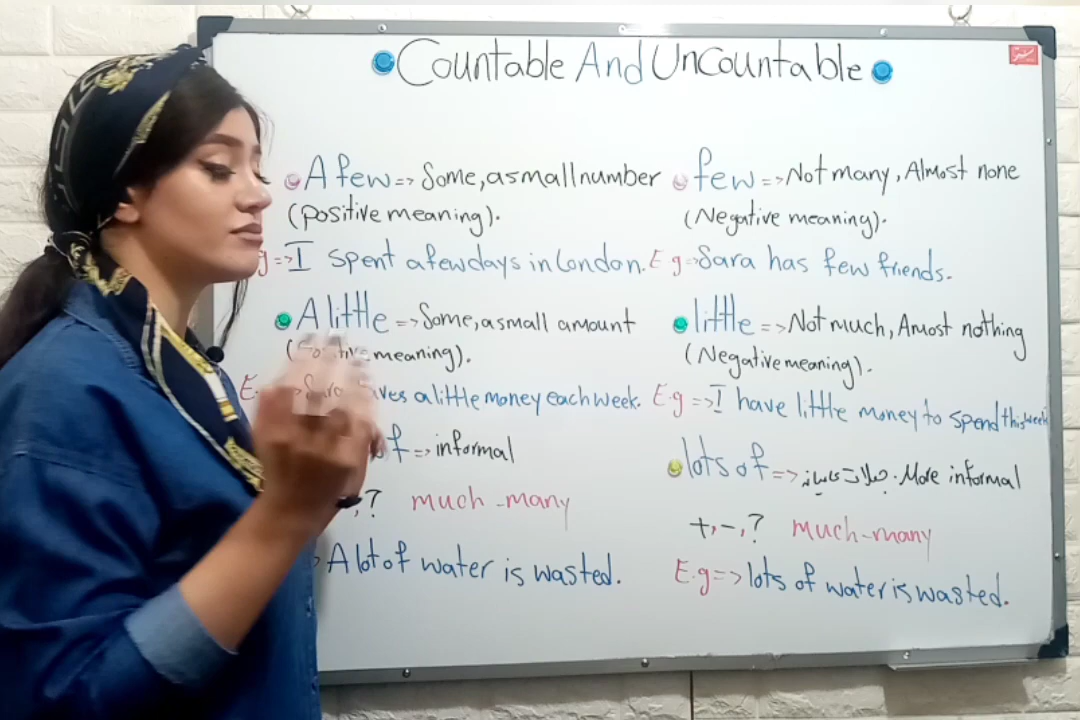 Countable And Uncountable
A few => Some, a small number
(positive meaning).
g => I spent a few days in London.
A little => Some, a small amount
meaning).
E. ves a little money each week.
f => informal
, ? much - many
A lot of water is wasted.
few => Not many, Almost none
(Negative meaning).
E.g => Sara has few friends.
little => Not much, Amost nothing
(Negative meaning).
E.g => I have little money to spend this week
lots of => جملات عامیانه. More informal
+, -, ? much - many
E.g => lots of water is wasted.